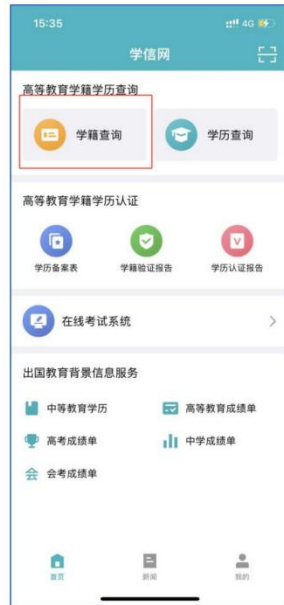 15:35 4G
学信网
高等教育学籍学历查询
学籍查询 学历查询
高等教育学籍学历认证
学历备案表 学籍验证报告 学历认证报告
在线考试系统
出国教育背景信息服务
中等教育学历 高等教育成绩单
高考成绩单 中学成绩单
会考成绩单
首页 新闻 我的